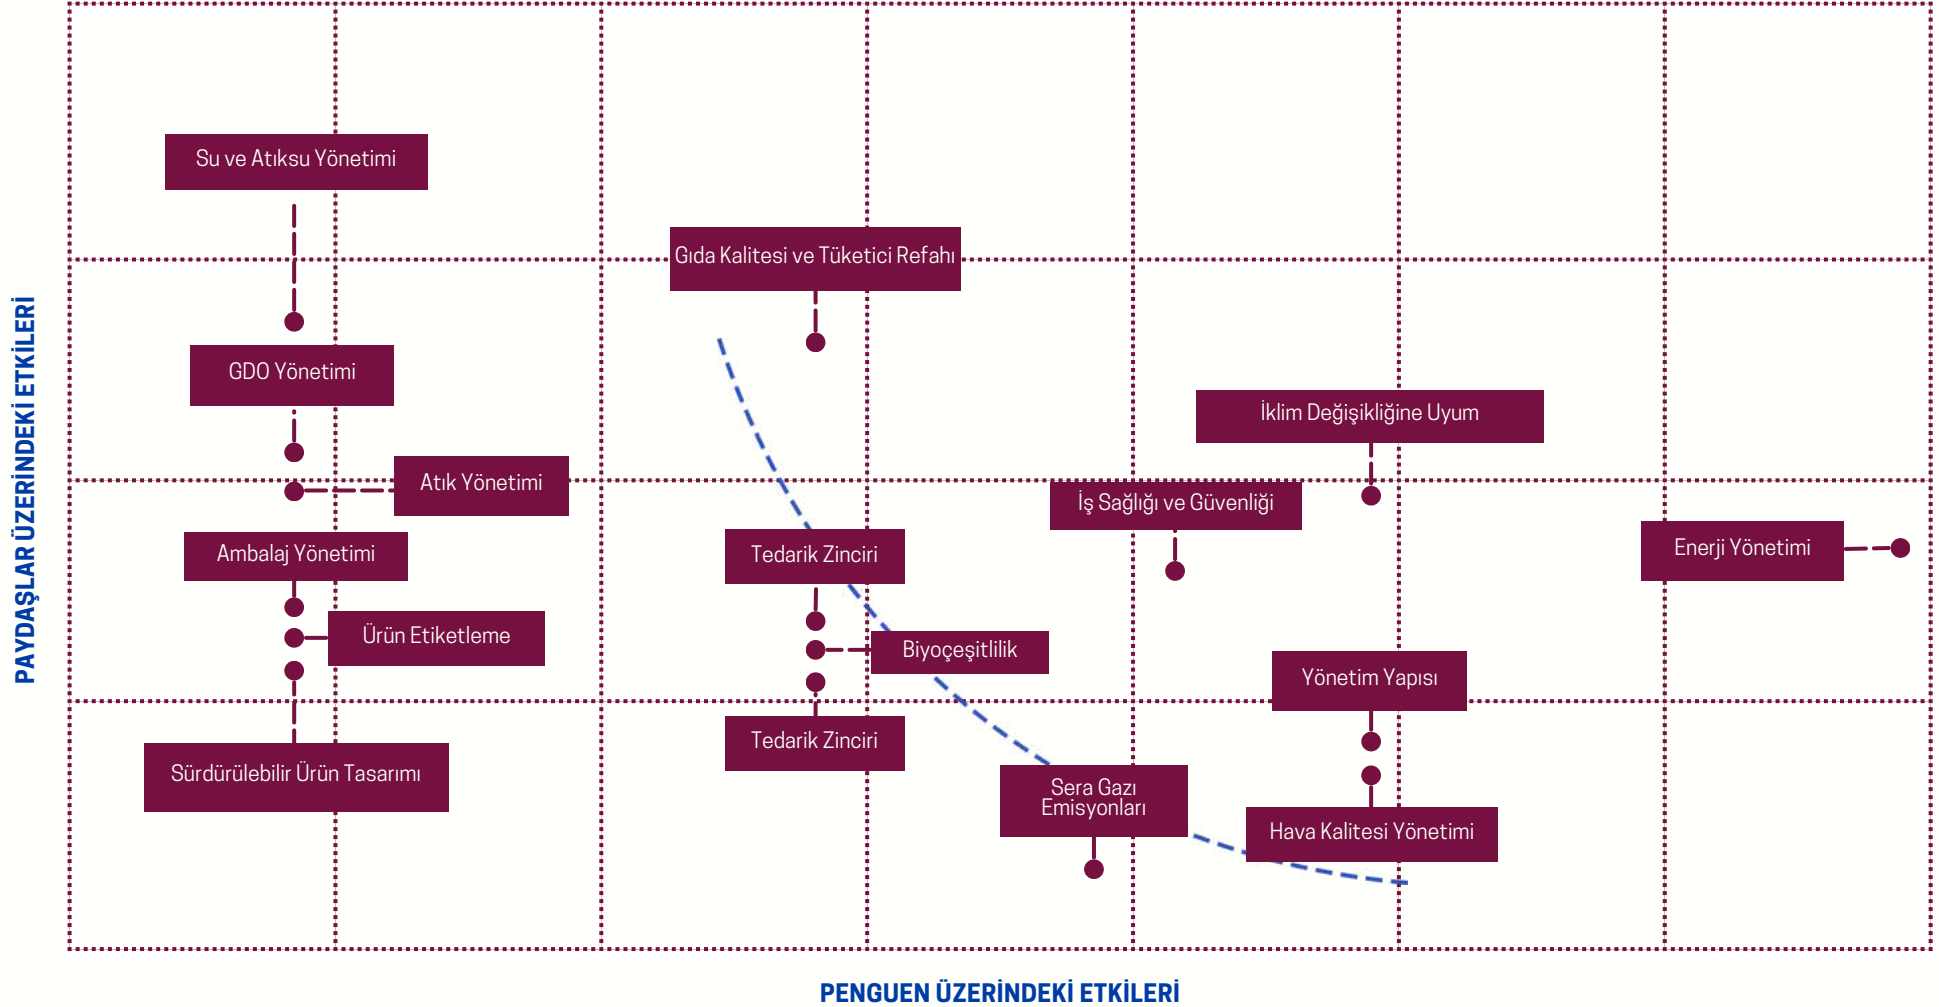 Su ve Atıksu Yönetimi
Gıda Kalitesi ve Tüketici Refahı
GDO Yönetimi
İklim Değişikliğine Uyum
Atık Yönetimi
İş Sağlığı ve Güvenliği
Ambalaj Yönetimi
Tedarik Zinciri
Enerji Yönetimi
Ürün Etiketleme
Biyoçeşitlilik
Yönetim Yapısı
Tedarik Zinciri
Sürdürülebilir Ürün Tasarımı
Sera Gazı
Emisyonları
Hava Kalitesi Yönetimi
PAYDAŞLAR ÜZERİNDEKİ ETKİLERİ
PENGUEN ÜZERİNDEKİ ETKİLERİ